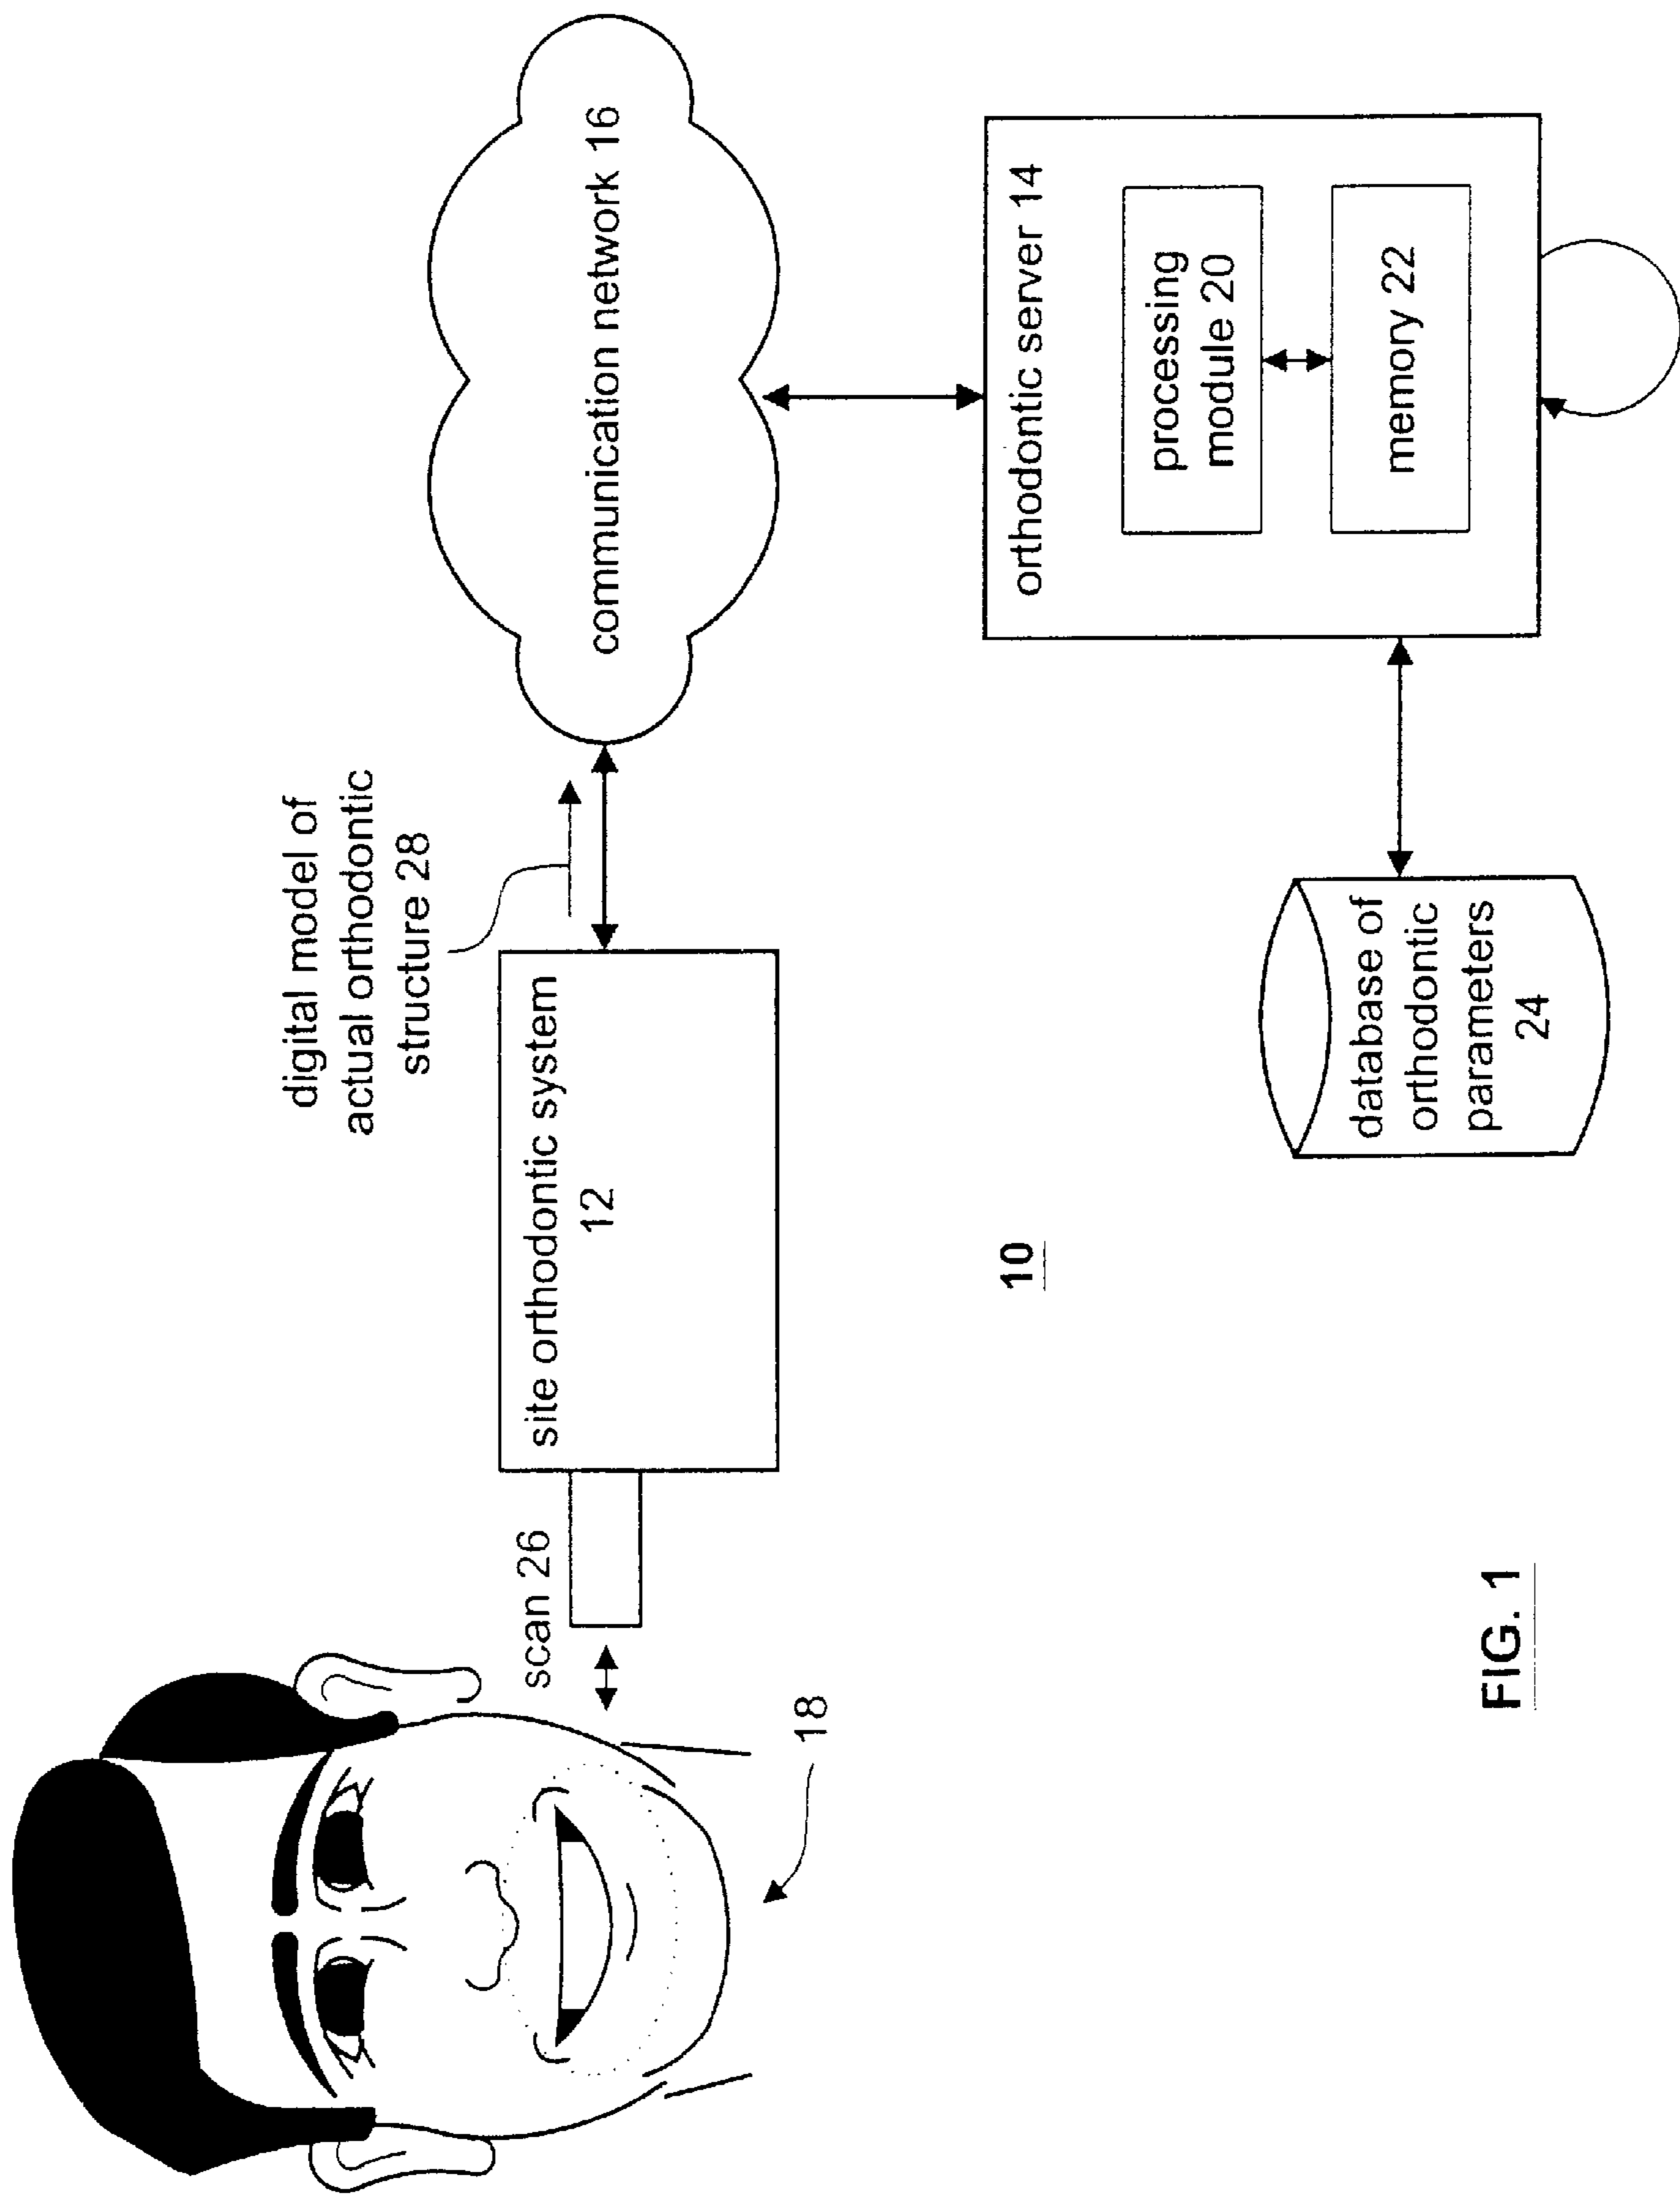 digital model of
actual orthodontic
structure 28
scan 26
site orthodontic system
12
communication network 16
18
10
orthodontic server 14
processing
module 20
memory 22
database of
orthodontic
parameters
24
FIG. 1